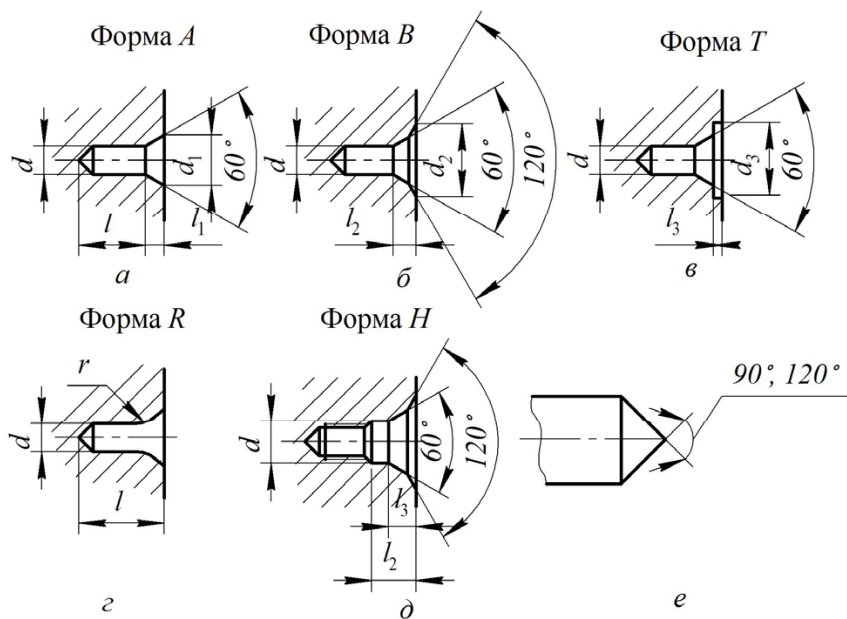 Форма A
Форма B
Форма T
d
d₁
60°
l
l₁
а
d
d₂
60°
120°
l₂
б
d
d₃
60°
l₃
в
Форма R
Форма H
r
d
l
г
d
60°
120°
l₃
l₂
д
90°, 120°
е